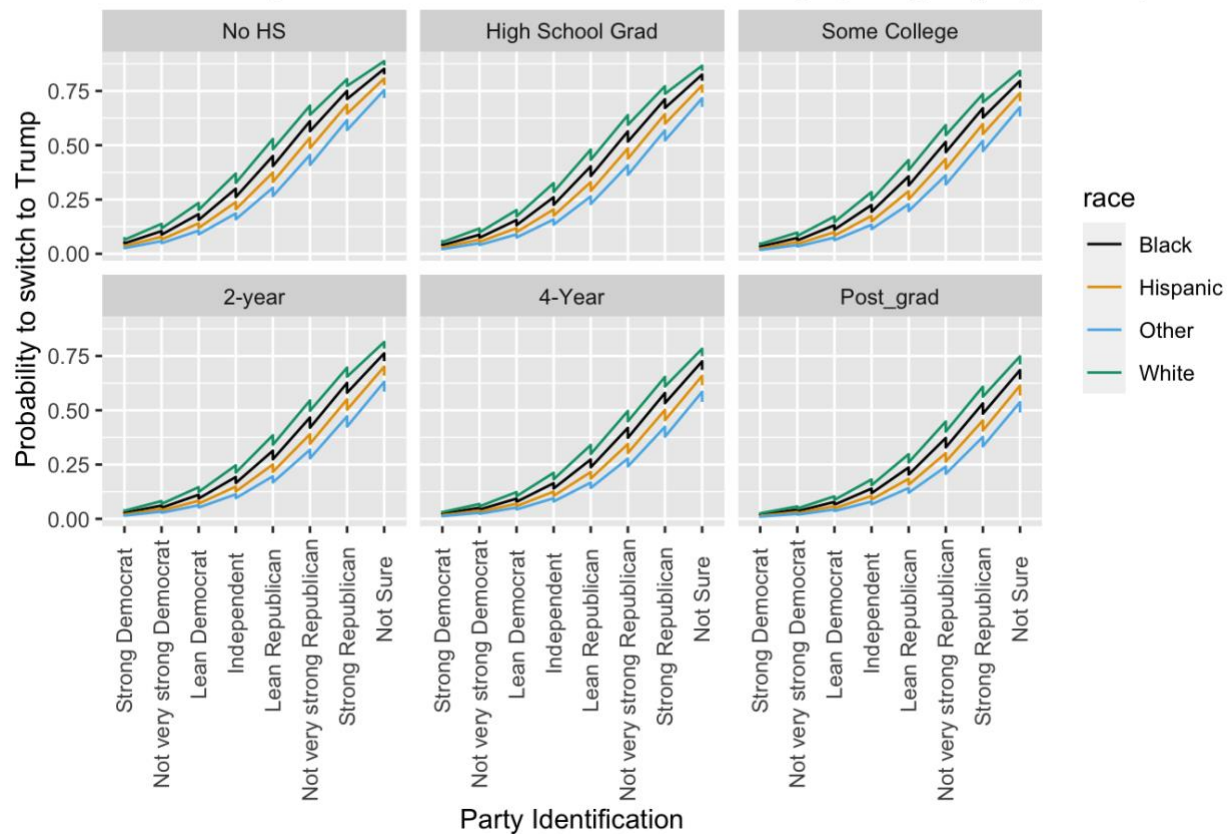 No HS
High School Grad
Some College
0.75
0.50
0.25
0.00
2-year
4-Year
Post_grad
0.75
0.50
0.25
0.00
Probability to switch to Trump
Strong Democrat
Not very strong Democrat
Lean Democrat
Independent
Lean Republican
Not very strong Republican
Strong Republican
Not Sure
Strong Democrat
Not very strong Democrat
Lean Democrat
Independent
Lean Republican
Not very strong Republican
Strong Republican
Not Sure
Strong Democrat
Not very strong Democrat
Lean Democrat
Independent
Lean Republican
Not very strong Republican
Strong Republican
Not Sure
Party Identification
race
Black
Hispanic
Other
White